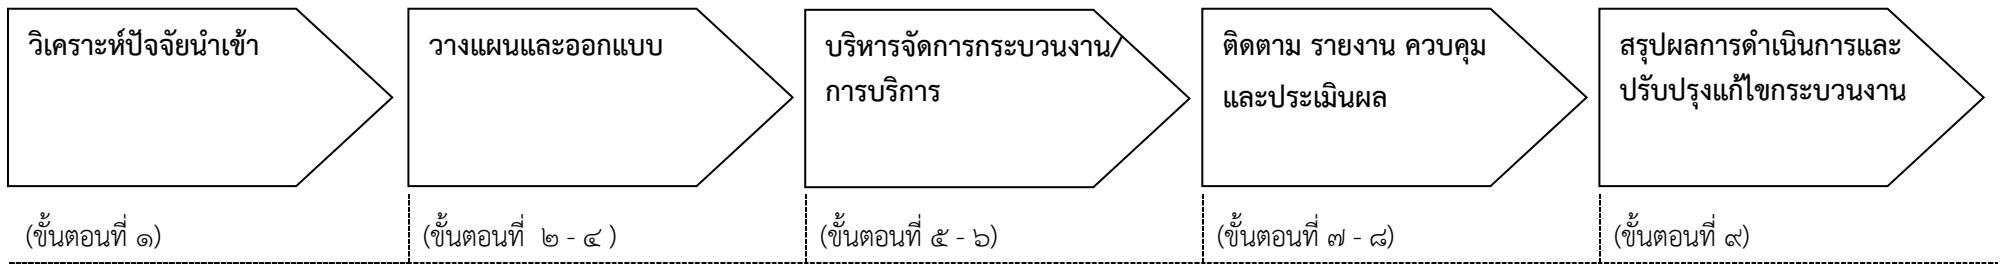 วิเคราะห์ปัจจัยนำเข้า
วางแผนและออกแบบ
บริหารจัดการกระบวนงาน/
การบริการ
ติดตาม รายงาน ควบคุม
และประเมินผล
สรุปผลการดำเนินการและ
ปรับปรุงแก้ไขกระบวนงาน
(ขั้นตอนที่ ๑)
(ขั้นตอนที่ ๒ - ๔ )
(ขั้นตอนที่ ๕ - ๖)
(ขั้นตอนที่ ๗ - ๘)
(ขั้นตอนที่ ๙)